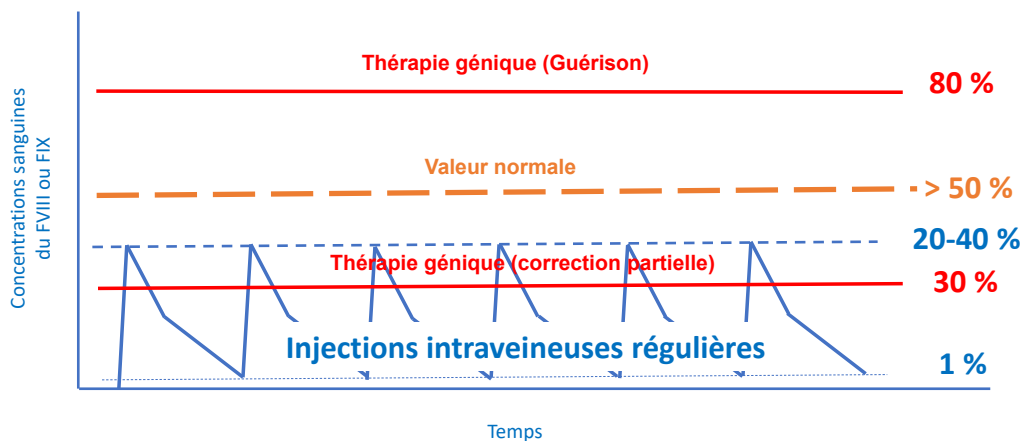 Thérapie génique (Guérison)
80 %
Valeur normale
> 50 %
20-40 %
Thérapie génique (correction partielle)
30 %
Injections intraveineuses régulières
1 %
Concentrations sanguines
du FVIII ou FIX
Temps